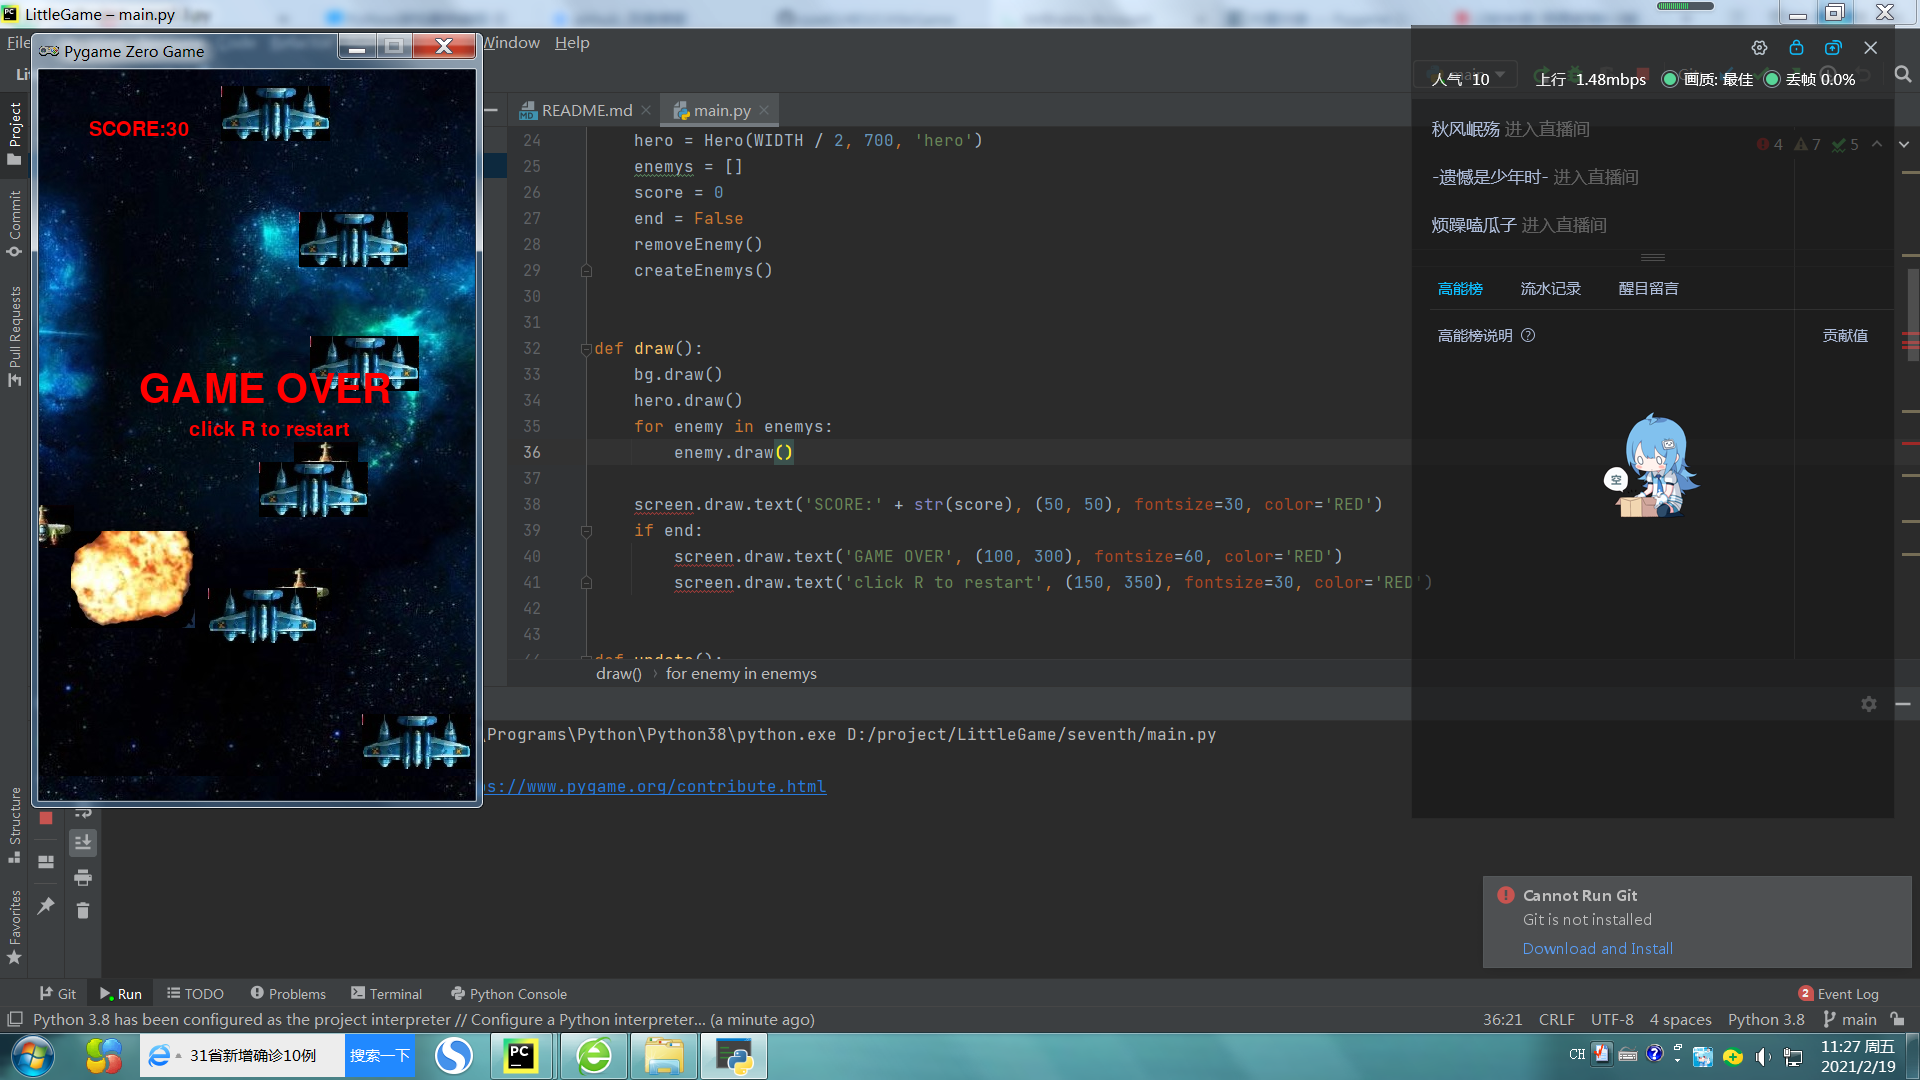 LittleGame – main.py
File
Window Help
Pygame Zero Game
SCORE:30
GAME OVER
click R to restart
Project
Commit
Pull Requests
Structure
Favorites
README.md
main.py
24 hero = Hero(WIDTH / 2, 700, 'hero')
25 enemys = []
26 score = 0
27 end = False
28 removeEnemy()
29 createEnemys()
30
31
32 def draw():
33 bg.draw()
34 hero.draw()
35 for enemy in enemys:
36 enemy.draw()
37
38 screen.draw.text('SCORE:' + str(score), (50, 50), fontsize=30, color='RED')
39 if end:
40 screen.draw.text('GAME OVER', (100, 300), fontsize=60, color='RED')
41 screen.draw.text('click R to restart', (150, 350), fontsize=30, color='RED')
42
43
44 def update():
draw() › for enemy in enemys
\Programs\Python\Python38\python.exe D:/project/LittleGame/seventh/main.py
ps://www.pygame.org/contribute.html
人气 10 上行 1.48mbps 画质: 最佳 丢帧 0.0%
秋风岷殇 进入直播间
4 7 5
-遗憾是少年时- 进入直播间
烦躁嗑瓜子 进入直播间
高能榜 流水记录 醒目留言
高能榜说明 贡献值
空
Cannot Run Git
Git is not installed
Download and Install
Git Run TODO Problems Terminal Python Console
2 Event Log
Python 3.8 has been configured as the project interpreter // Configure a Python interpreter... (a minute ago)
36:21 CRLF UTF-8 4 spaces Python 3.8 main
31省新增确诊10例 搜索一下
CH
11:27 周五
2021/2/19